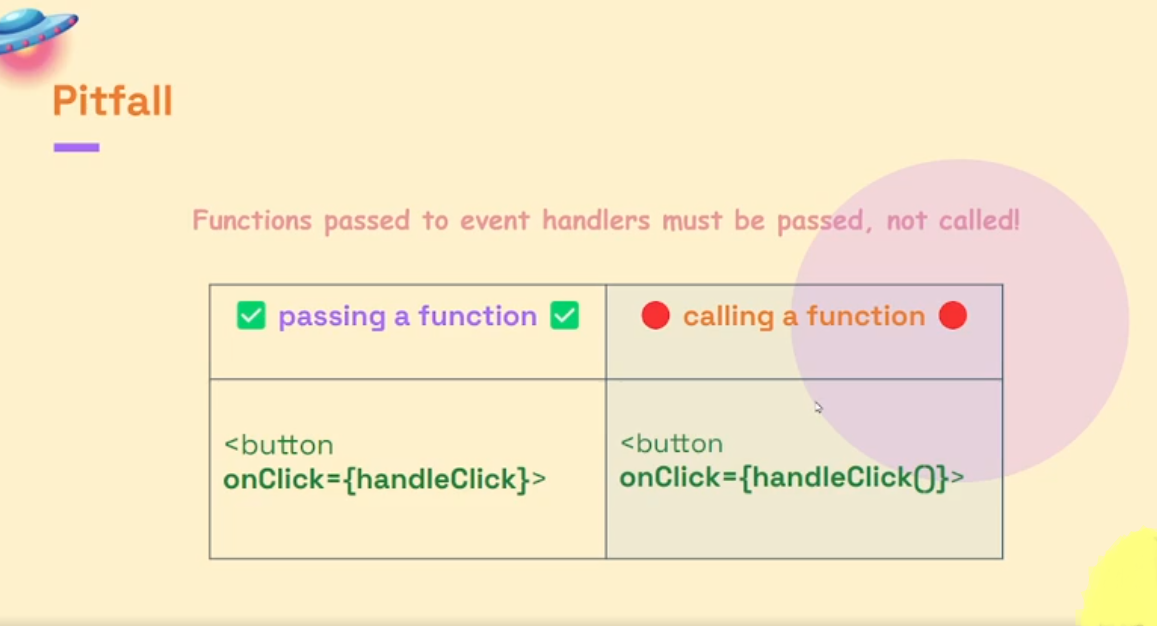 Pitfall
Functions passed to event handlers must be passed, not called!
✅ passing a function ✅
🔴 calling a function 🔴
<button
onClick={handleClick}>
<button
onClick={handleClick()}>